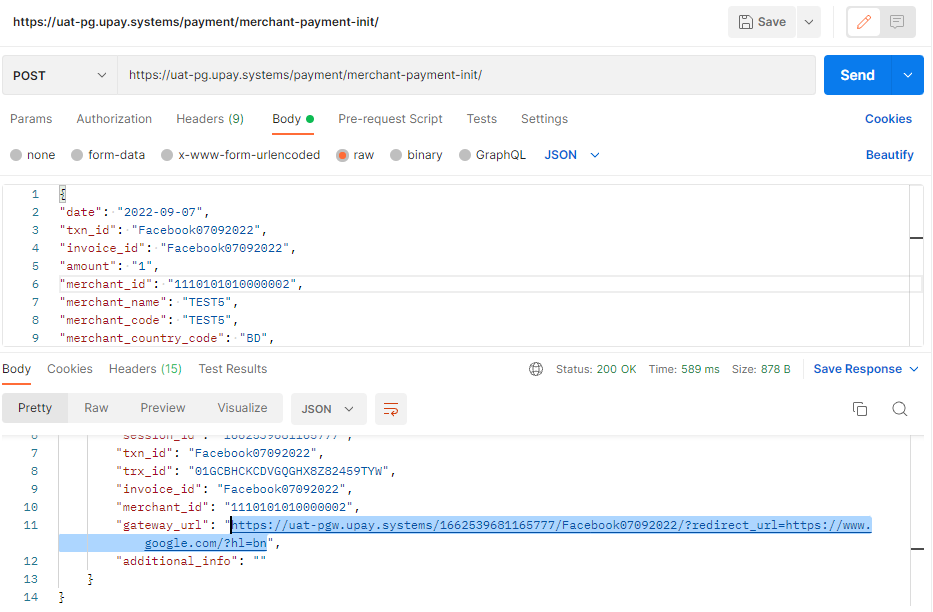 https://uat-pg.upay.systems/payment/merchant-payment-init/
Save
POST
https://uat-pg.upay.systems/payment/merchant-payment-init/
Send
Params Authorization Headers (9) Body Pre-request Script Tests Settings Cookies
none form-data x-www-form-urlencoded raw binary GraphQL JSON Beautify
1 {
2 "date": "2022-09-07",
3 "txn_id": "Facebook07092022",
4 "invoice_id": "Facebook07092022",
5 "amount": "1",
6 "merchant_id": "1110101010000002",
7 "merchant_name": "TEST5",
8 "merchant_code": "TEST5",
9 "merchant_country_code": "BD",
Body Cookies Headers (15) Test Results Status: 200 OK Time: 589 ms Size: 878 B Save Response
Pretty Raw Preview Visualize JSON
6 "session_id": "1662539681165777",
7 "txn_id": "Facebook07092022",
8 "trx_id": "01GCBHCKCDVGQGHX8Z82459TYW",
9 "invoice_id": "Facebook07092022",
10 "merchant_id": "1110101010000002",
11 "gateway_url": "https://uat-pgw.upay.systems/1662539681165777/Facebook07092022/?redirect_url=https://www.
google.com/?hl=bn",
12 "additional_info": ""
13 }
14 }